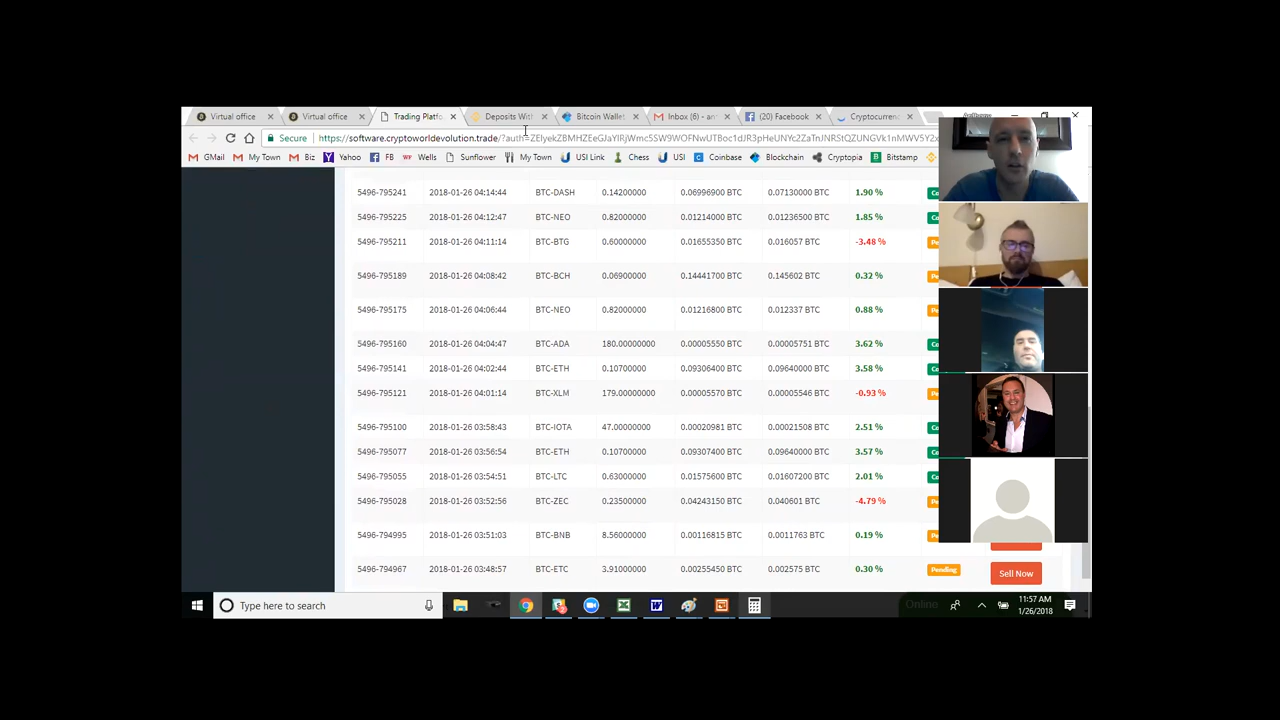 Virtual office Virtual office Trading Platfo Deposits With Bitcoin Wallet Inbox (6) - (20) Facebook Cryptocurrenc
Secure https://software.cryptoworldevolution.trade/
GMail My Town Biz Yahoo FB Wells Sunflower My Town USI Link Chess USI Coinbase Blockchain Cryptopia Bitstamp
5496-795241 2018-01-26 04:14:44 BTC-DASH 0.14200000 0.06996900 BTC 0.07130000 BTC 1.90 % Co
5496-795225 2018-01-26 04:12:47 BTC-NEO 0.82000000 0.01214000 BTC 0.01236500 BTC 1.85 % Co
5496-795211 2018-01-26 04:11:14 BTC-BTG 0.60000000 0.01655350 BTC 0.016057 BTC -3.48 % Pe
5496-795189 2018-01-26 04:08:42 BTC-BCH 0.06900000 0.14441700 BTC 0.145602 BTC 0.32 % Pe
5496-795175 2018-01-26 04:06:44 BTC-NEO 0.82000000 0.01216800 BTC 0.012337 BTC 0.88 % Pe
5496-795160 2018-01-26 04:04:47 BTC-ADA 180.00000000 0.00005550 BTC 0.00005751 BTC 3.62 % Co
5496-795141 2018-01-26 04:02:44 BTC-ETH 0.10700000 0.09306400 BTC 0.09640000 BTC 3.58 % Co
5496-795121 2018-01-26 04:01:14 BTC-XLM 179.00000000 0.00005570 BTC 0.00005546 BTC -0.93 % Pe
5496-795100 2018-01-26 03:58:43 BTC-IOTA 47.00000000 0.00020981 BTC 0.00021508 BTC 2.51 % Co
5496-795077 2018-01-26 03:56:54 BTC-ETH 0.10700000 0.09307400 BTC 0.09640000 BTC 3.57 % Co
5496-795055 2018-01-26 03:54:51 BTC-LTC 0.63000000 0.01575600 BTC 0.01607200 BTC 2.01 % Co
5496-795028 2018-01-26 03:52:56 BTC-ZEC 0.23500000 0.04243150 BTC 0.040601 BTC -4.79 % Pe
5496-794995 2018-01-26 03:51:03 BTC-BNB 8.56000000 0.00116815 BTC 0.0011763 BTC 0.19 % Pe
5496-794967 2018-01-26 03:48:57 BTC-ETC 3.91000000 0.00255450 BTC 0.002575 BTC 0.30 % Pending Sell Now
Type here to search Online 11:57 AM
1/26/2018